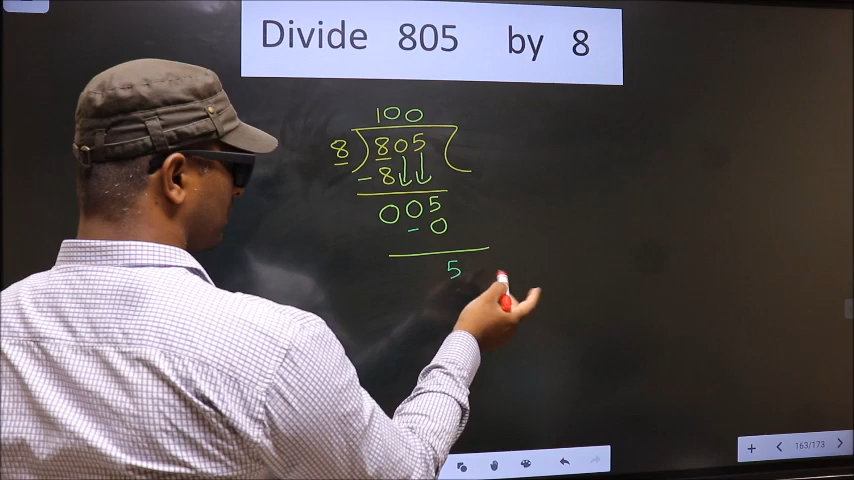 Divide 805 by 8
100
8 ) 805 (
- 8 ↓ ↓
005
- 0
5
163/173